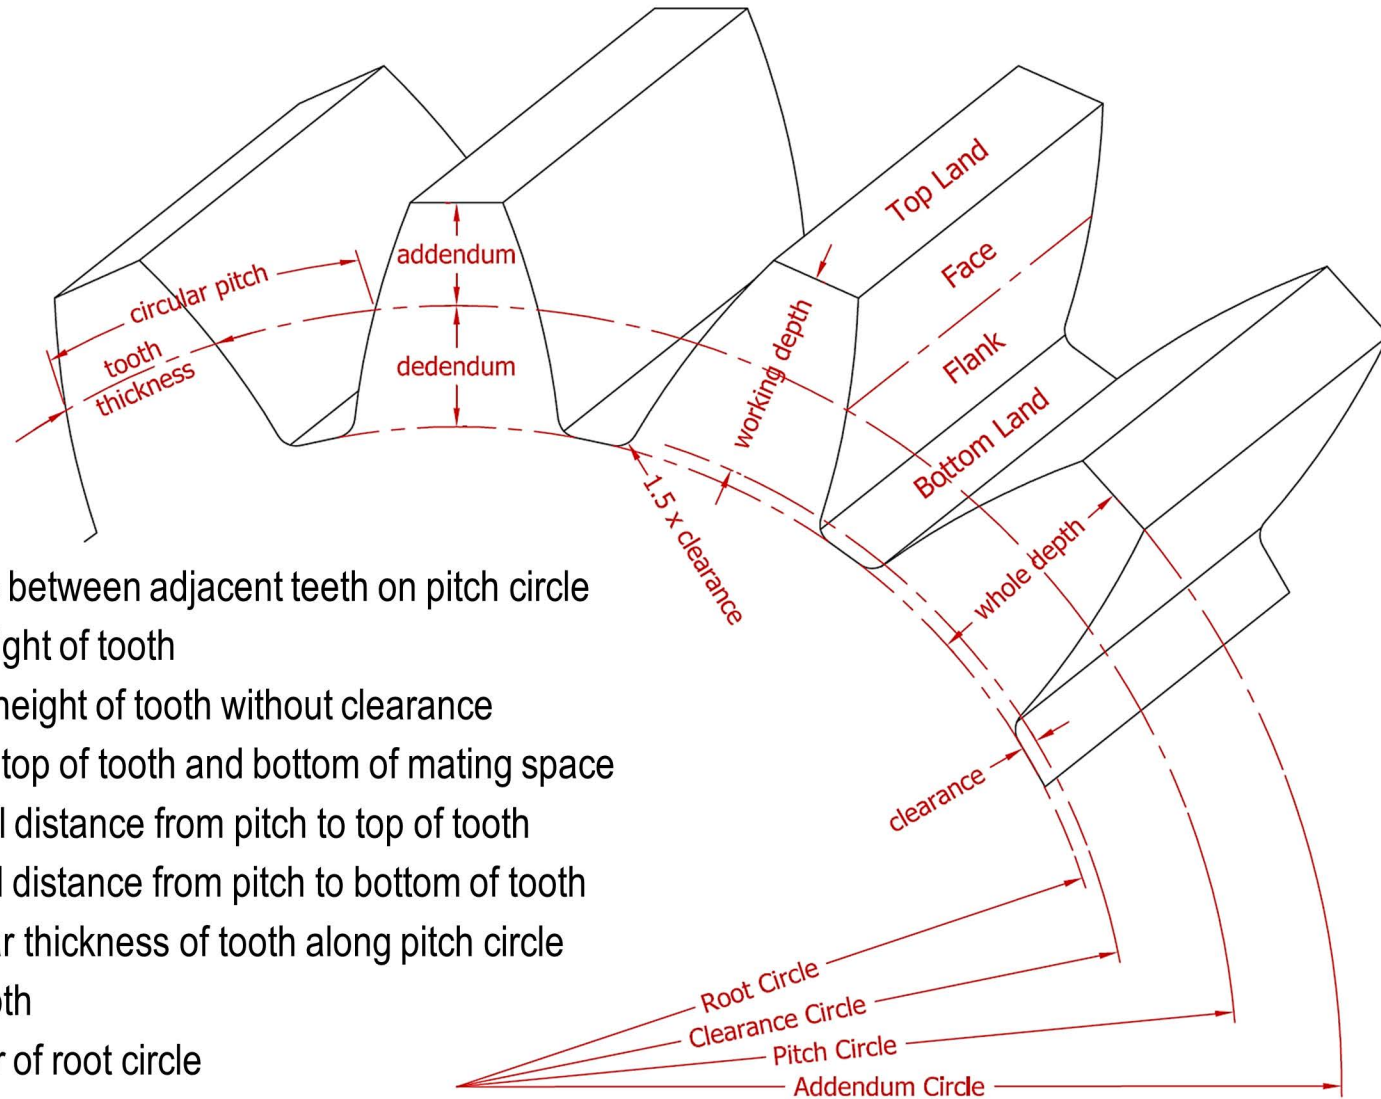 Top Land
Face
Flank
Bottom Land
addendum
dedendum
circular pitch
tooth
thickness
working depth
1.5 x clearance
whole depth
clearance
between adjacent teeth on pitch circle
ght of tooth
height of tooth without clearance
top of tooth and bottom of mating space
l distance from pitch to top of tooth
l distance from pitch to bottom of tooth
r thickness of tooth along pitch circle
th
r of root circle
Root Circle
Clearance Circle
Pitch Circle
Addendum Circle